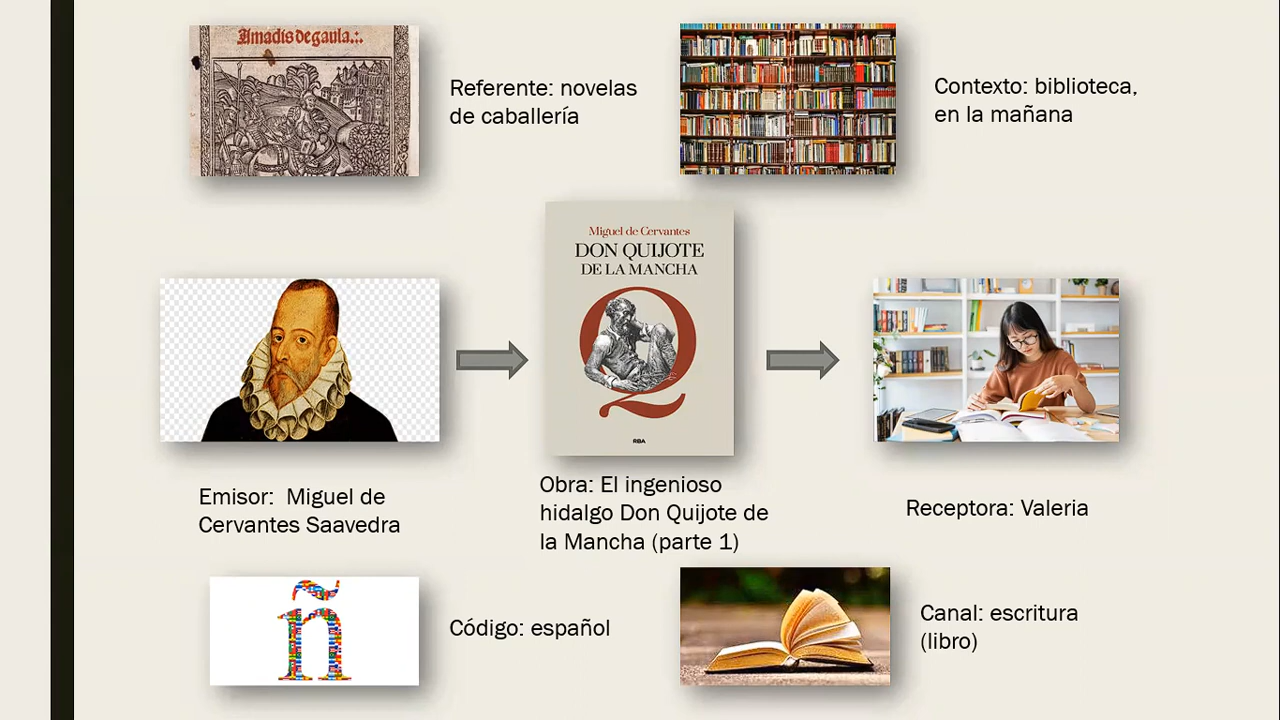 Amadis de gaula.:.
Referente: novelas
de caballería
Contexto: biblioteca,
en la mañana
Miguel de Cervantes
DON QUIJOTE
DE LA MANCHA
Q
RBA
Emisor:  Miguel de
Cervantes Saavedra
Obra: El ingenioso
hidalgo Don Quijote de
la Mancha (parte 1)
Receptora: Valeria
ñ
Código: español
Canal: escritura
(libro)